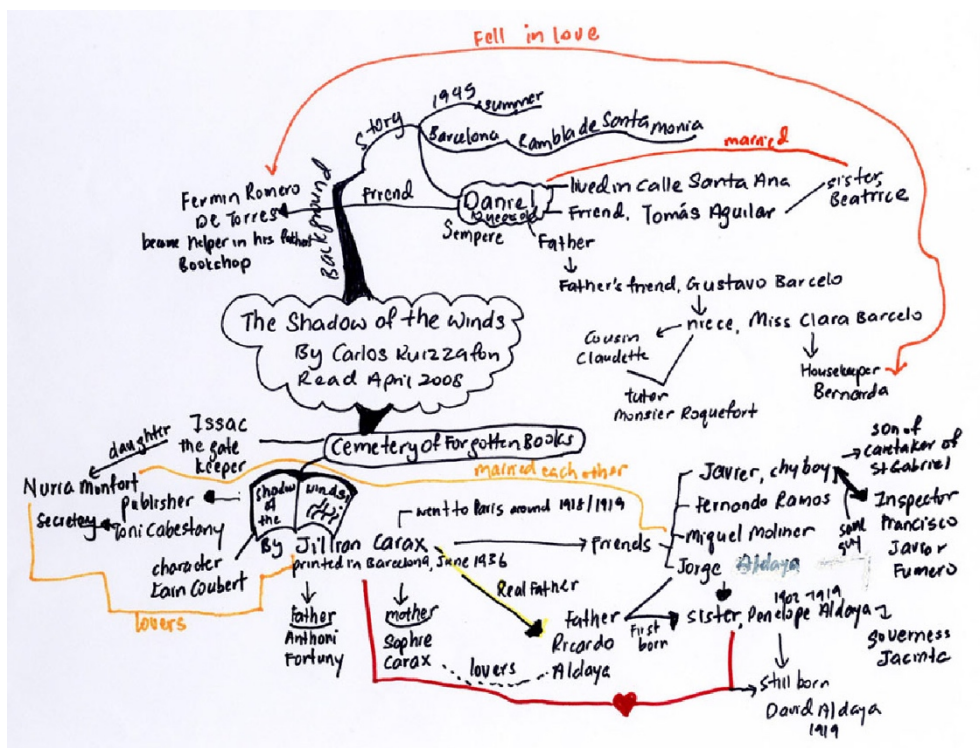 Fell in love
1945
summer
Story
Barcelona
Rambla de Santa monia
married
Background
Fermin Romero
De Torres
became helper in his father
Bookshop
Friend
Daniel
Sempere
lived in calle Santa Ana
Friend, Tomás Aguilar
sister,
Beatrice
Father
Father's friend, Gustavo Barcelo
niece, Miss Clara Barcelo
Cousin
Claudette
tutor
Monsier Roquefort
Housekeeper
Bernarda
The Shadow of the Winds
By Carlos Ruizzafon
Read April 2008
Cemetery of Forgotten Books
Issac
the gate
keeper
daughter
Nuria Monfort
married each other
Publisher
Toni Cabestany
Secretay
Shadow
of
the
winds
character
Lain Coubert
lovers
By Jillian Carax
printed in Barcelona, June 1936
went to Paris around 1918/1919
Friends
Javier,
Fernando Ramos
Miquel Moliner
Jorge Aldaya
son of
caretaker of
St Gabriel
same
guy
Inspector
Francisco
Javier
Fumero
Father
Anthoni
Fortuny
mother
Sophie
Carax
lovers
Real Father
Father
Ricardo
Aldaya
First
born
1902-1919
Sister, Penelope Aldaya
governess
Jacinta
Still born
David Aldaya
1919